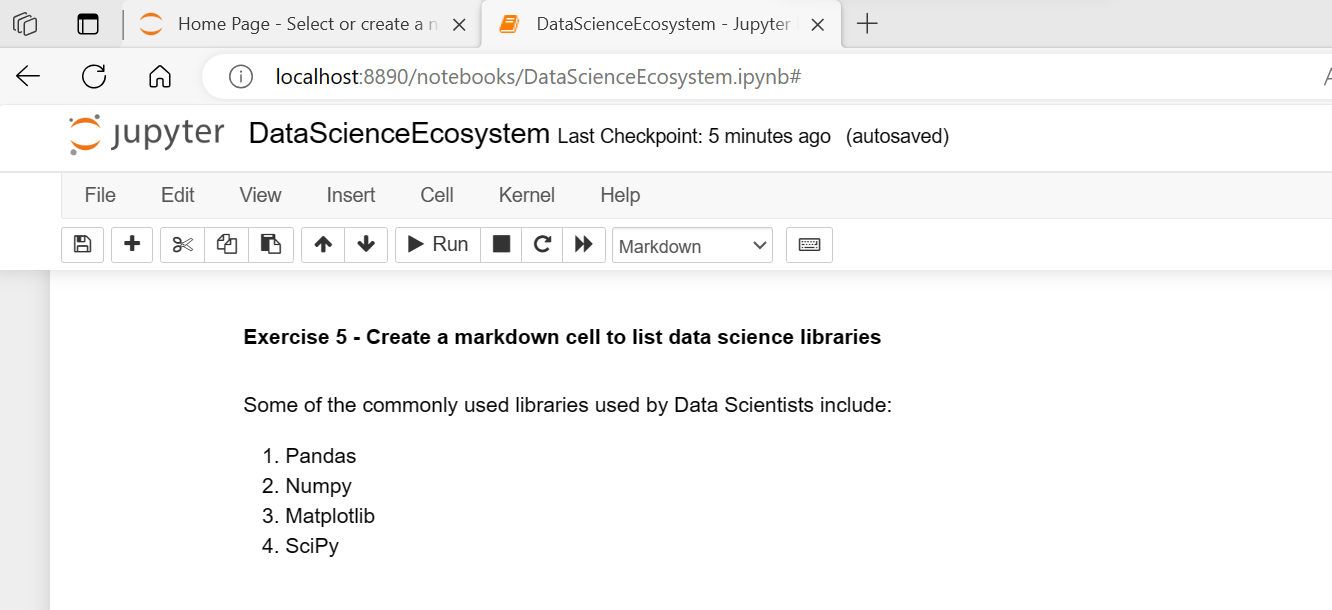 Home Page - Select or create a n
DataScienceEcosystem - Jupyter
localhost:8890/notebooks/DataScienceEcosystem.ipynb#
jupyter DataScienceEcosystem Last Checkpoint: 5 minutes ago (autosaved)
File Edit View Insert Cell Kernel Help
Run Markdown
Exercise 5 - Create a markdown cell to list data science libraries
Some of the commonly used libraries used by Data Scientists include:
1. Pandas
2. Numpy
3. Matplotlib
4. SciPy